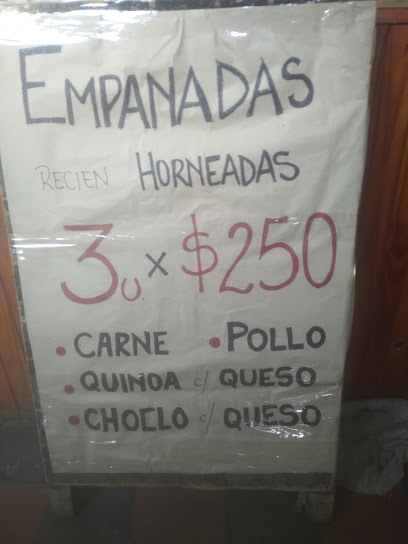 EMPANADAS
RECIEN HORNEADAS
3U x $250
• CARNE • POLLO
• QUINOA c/ QUESO
• CHOCLO c/ QUESO